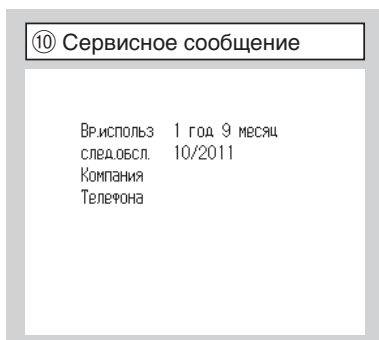 ⑩ Сервисное сообщение
Вр.использ 1 год 9 месяц
след.обсл. 10/2011
Компания
Телефона